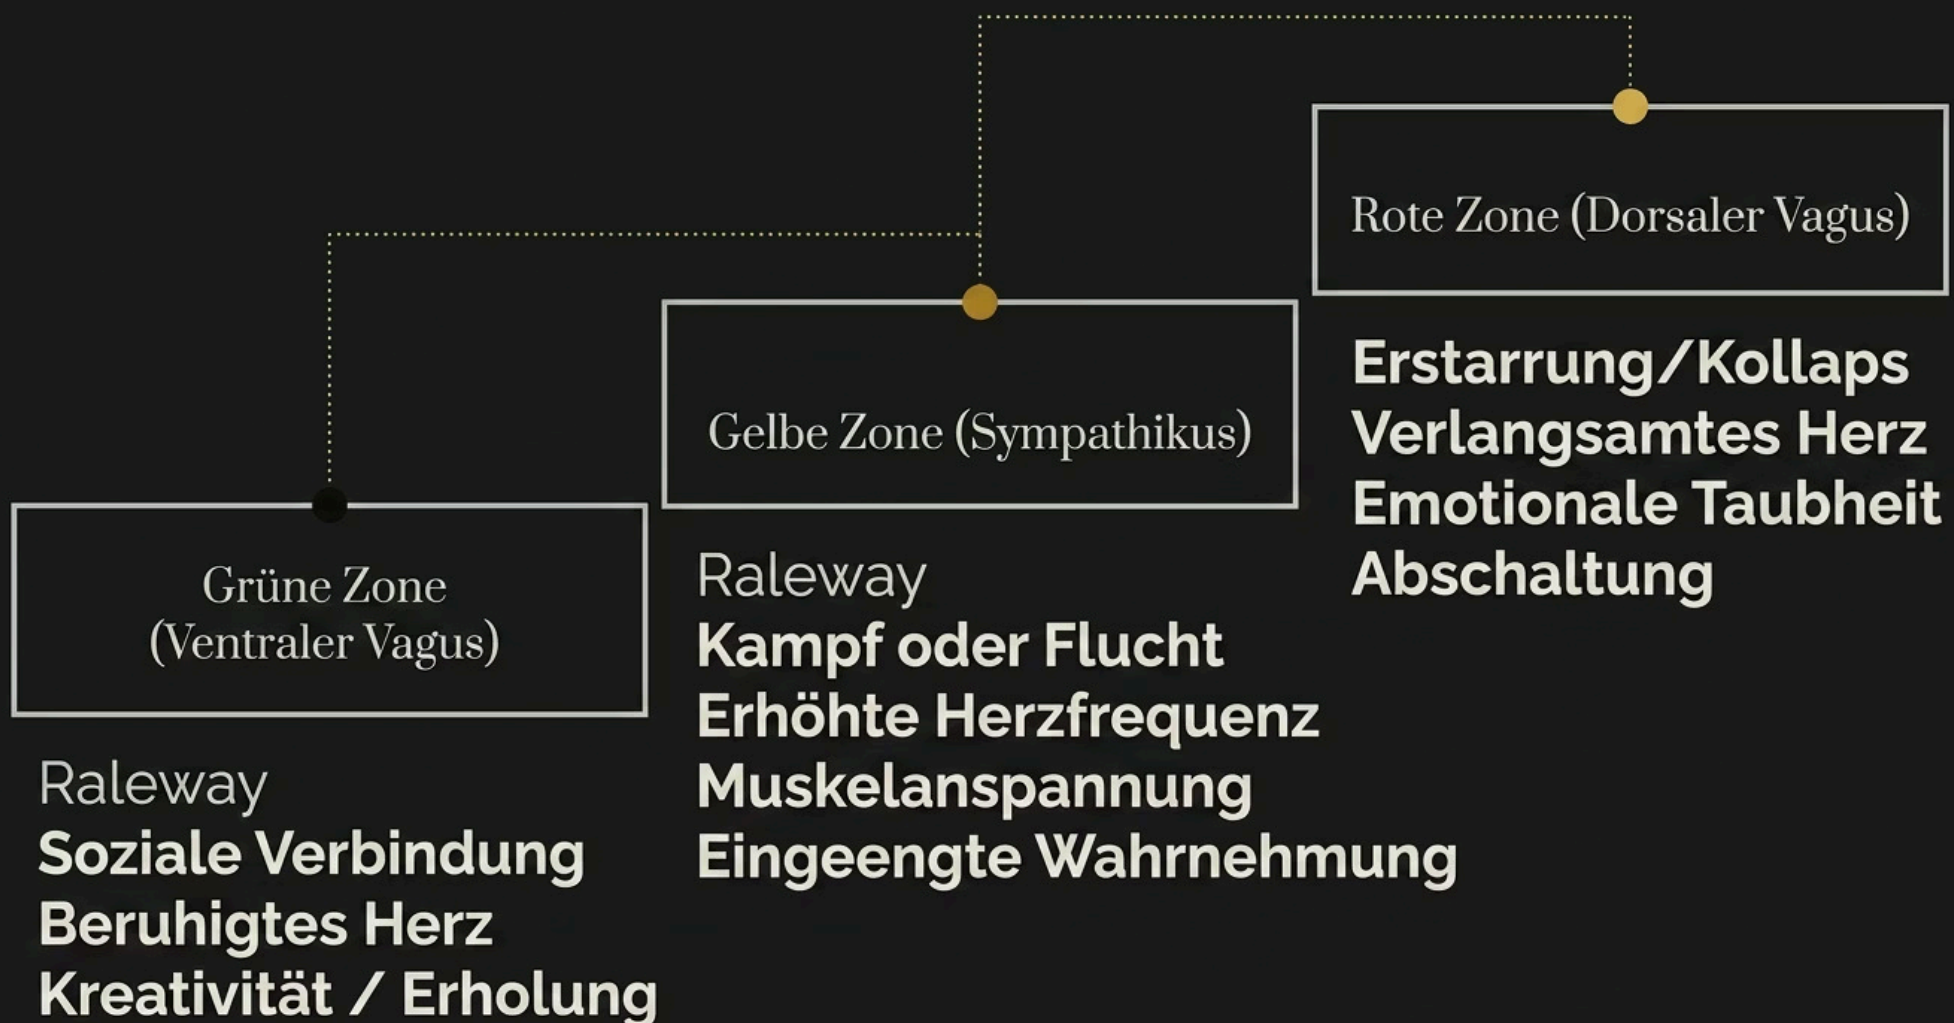 Rote Zone (Dorsaler Vagus)
Erstarrung/Kollaps
Verlangsamtes Herz
Emotionale Taubheit
Abschaltung
Gelbe Zone (Sympathikus)
Raleway
Kampf oder Flucht
Erhöhte Herzfrequenz
Muskelanspannung
Eingeengte Wahrnehmung
Grüne Zone
(Ventraler Vagus)
Raleway
Soziale Verbindung
Beruhigtes Herz
Kreativität / Erholung